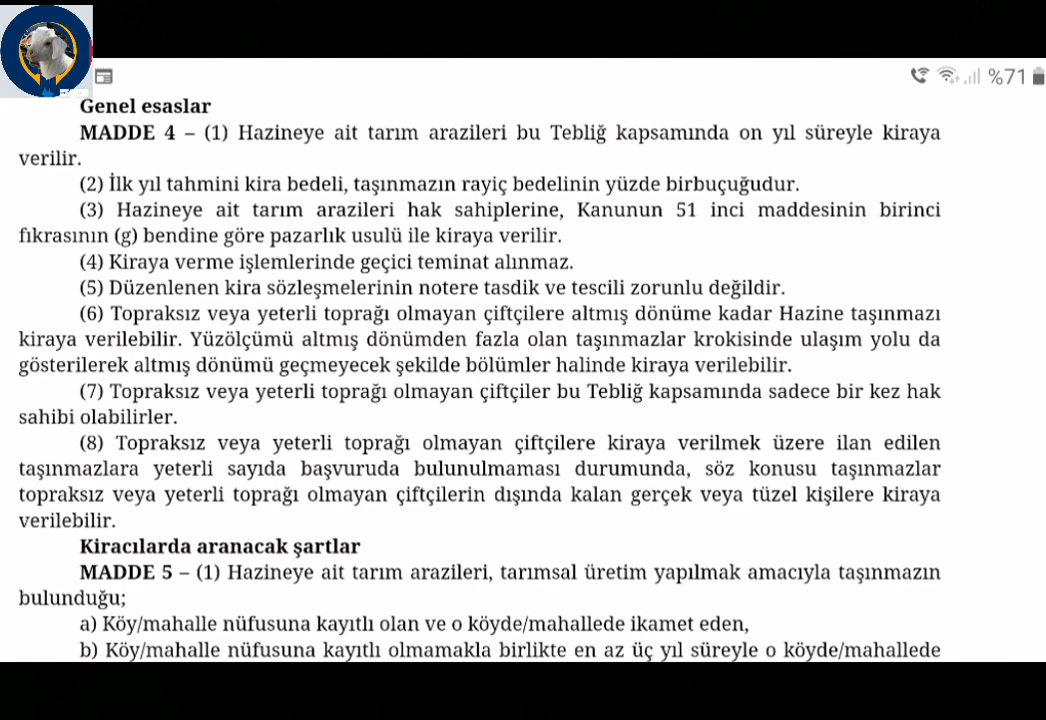 %71
Genel esaslar
MADDE 4 – (1) Hazineye ait tarım arazileri bu Tebliğ kapsamında on yıl süreyle kiraya
verilir.
(2) İlk yıl tahmini kira bedeli, taşınmazın rayiç bedelinin yüzde birbuçuğudur.
(3) Hazineye ait tarım arazileri hak sahiplerine, Kanunun 51 inci maddesinin birinci
fıkrasının (g) bendine göre pazarlık usulü ile kiraya verilir.
(4) Kiraya verme işlemlerinde geçici teminat alınmaz.
(5) Düzenlenen kira sözleşmelerinin notere tasdik ve tescili zorunlu değildir.
(6) Topraksız veya yeterli toprağı olmayan çiftçilere altmış dönüme kadar Hazine taşınmazı
kiraya verilebilir. Yüzölçümü altmış dönümden fazla olan taşınmazlar krokisinde ulaşım yolu da
gösterilerek altmış dönümü geçmeyecek şekilde bölümler halinde kiraya verilebilir.
(7) Topraksız veya yeterli toprağı olmayan çiftçiler bu Tebliğ kapsamında sadece bir kez hak
sahibi olabilirler.
(8) Topraksız veya yeterli toprağı olmayan çiftçilere kiraya verilmek üzere ilan edilen
taşınmazlara yeterli sayıda başvuruda bulunulmaması durumunda, söz konusu taşınmazlar
topraksız veya yeterli toprağı olmayan çiftçilerin dışında kalan gerçek veya tüzel kişilere kiraya
verilebilir.
Kiracılarda aranacak şartlar
MADDE 5 – (1) Hazineye ait tarım arazileri, tarımsal üretim yapılmak amacıyla taşınmazın
bulunduğu;
a) Köy/mahalle nüfusuna kayıtlı olan ve o köyde/mahallede ikamet eden,
b) Köy/mahalle nüfusuna kayıtlı olmamakla birlikte en az üç yıl süreyle o köyde/mahallede